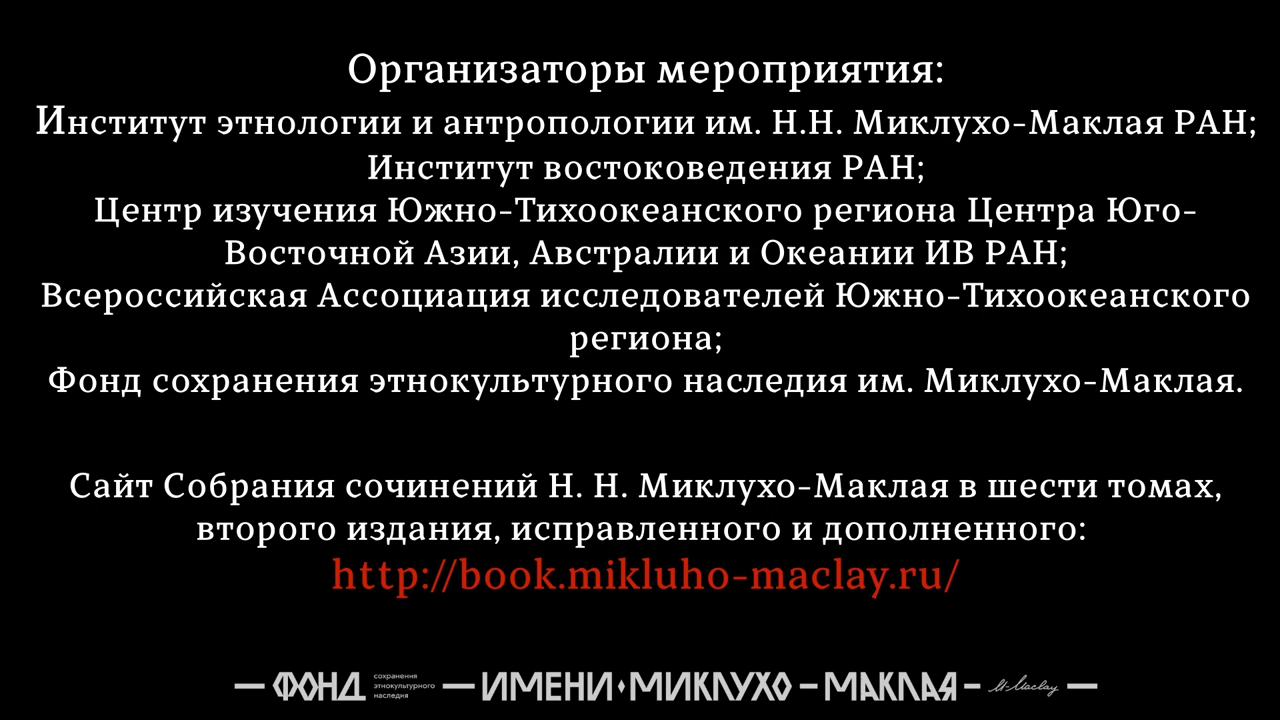 Организаторы мероприятия:
Институт этнологии и антропологии им. Н.Н. Миклухо-Маклая РАН;
Институт востоковедения РАН;
Центр изучения Южно-Тихоокеанского региона Центра Юго-
Восточной Азии, Австралии и Океании ИВ РАН;
Всероссийская Ассоциация исследователей Южно-Тихоокеанского
региона;
Фонд сохранения этнокультурного наследия им. Миклухо-Маклая.
Сайт Собрания сочинений Н. Н. Миклухо-Маклая в шести томах,
второго издания, исправленного и дополненного:
http://book.mikluho-maclay.ru/
— ФОНД сохранения этнокультурного наследия — ИМЕНИ·МИКЛУХО – МАКЛАЯ – M-Maclay —